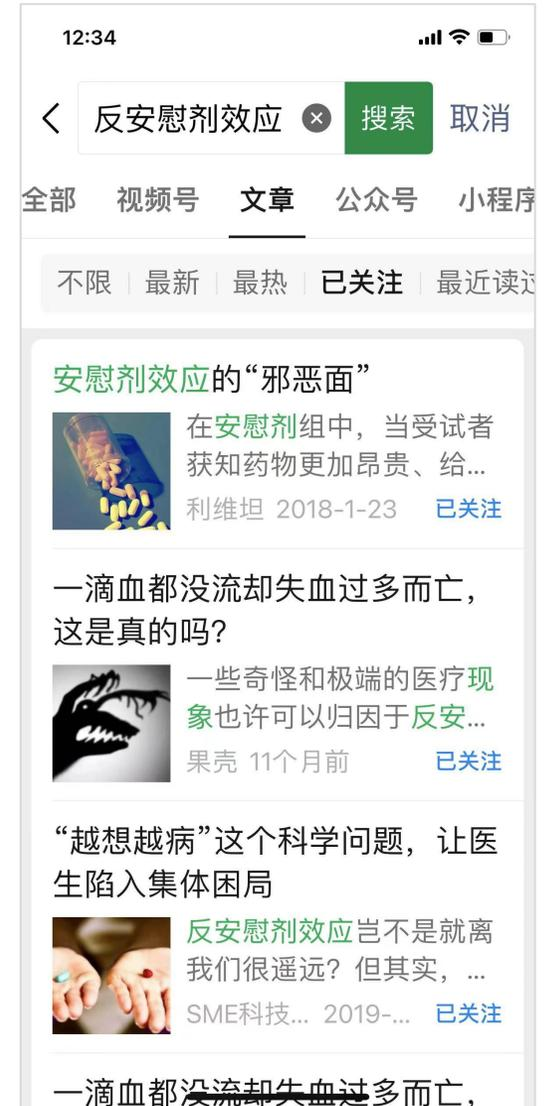 12:34
反安慰剂效应 搜索 取消
全部 视频号 文章 公众号 小程序
不限 最新 最热 已关注 最近读过
安慰剂效应的“邪恶面”
在安慰剂组中，当受试者
获知药物更加昂贵、给...
利维坦 2018-1-23 已关注
一滴血都没流却失血过多而亡，
这是真的吗？
一些奇怪和极端的医疗现
象也许可以归因于反安...
果壳 11个月前 已关注
“越想越病”这个科学问题，让医
生陷入集体困局
反安慰剂效应岂不是就离
我们很遥远？但其实，...
SME科技... 2019-... 已关注
一滴血都没流却失血过多而亡，